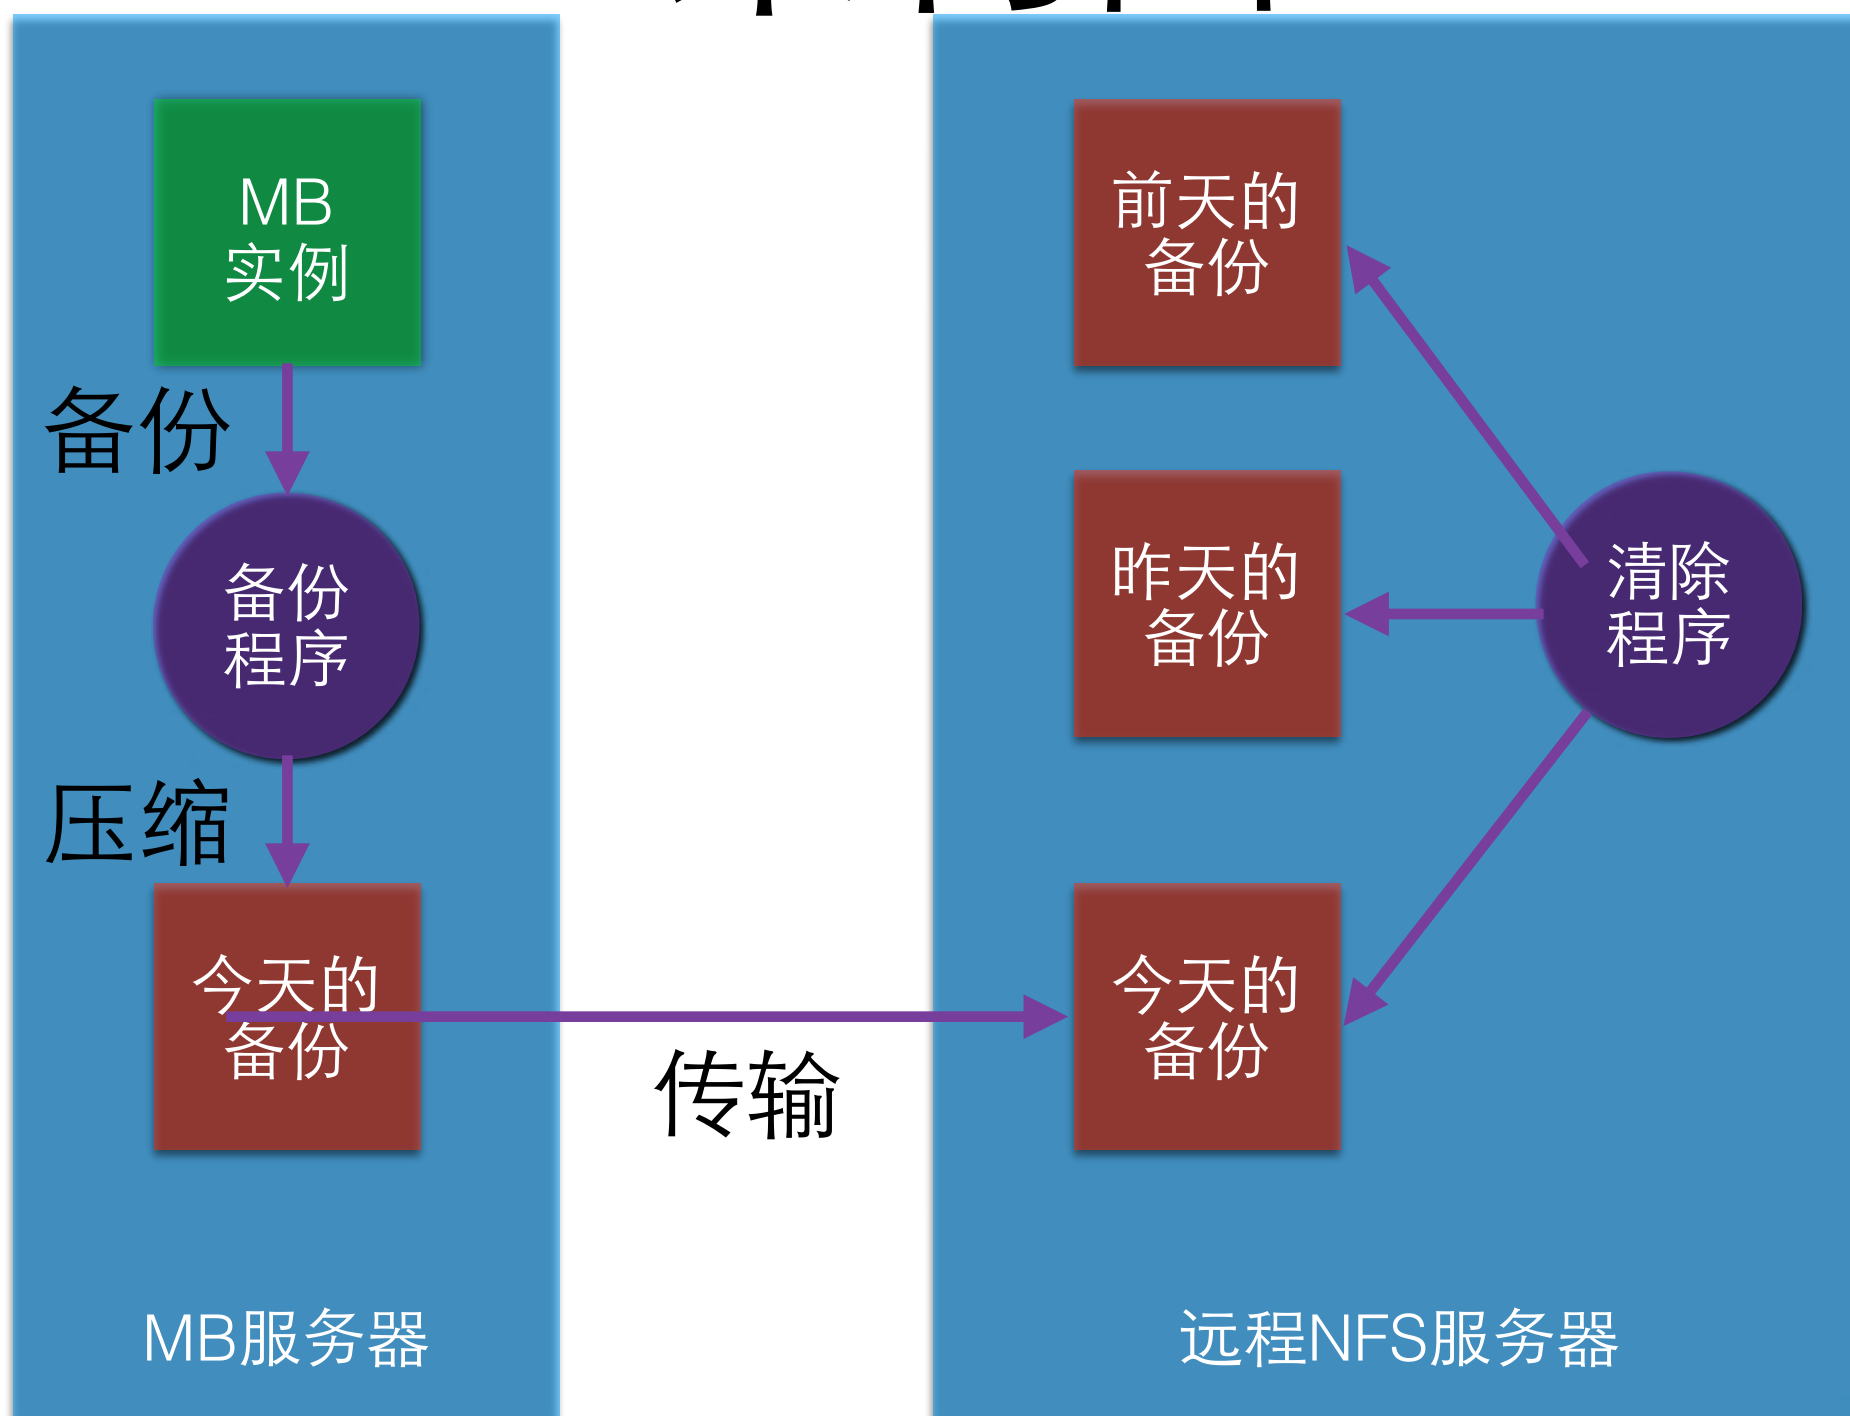 MB
实例
备份
备份
程序
压缩
今天的
备份
MB服务器
传输
前天的
备份
昨天的
备份
今天的
备份
清除
程序
远程NFS服务器